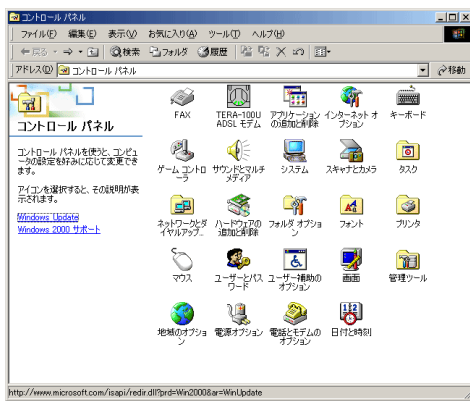 コントロール パネル
ファイル(F) 編集(E) 表示(V) お気に入り(A) ツール(T) ヘルプ(H)
戻る 検索 フォルダ 履歴
アドレス(D) コントロール パネル 移動
コントロール パネル
コントロール パネルを使うと、コンピュ
ータの設定を好みに応じて変更でき
ます。
アイコンを選択すると、その説明が表
示されます。
Windows Update
Windows 2000 サポート
FAX
TERA-100U
ADSL モデム
アプリケーション
の追加と削除
インターネット オ
プション
キーボード
ゲーム コントロ
ーラ
サウンドとマルチ
メディア
システム
スキャナとカメラ
タスク
ネットワークとダ
イヤルアップ...
ハードウェアの
追加と削除
フォルダ オプショ
ン
フォント
プリンタ
マウス
ユーザーとパス
ワード
ユーザー補助の
オプション
画面
管理ツール
地域のオプショ
ン
電源オプション
電話とモデムの
オプション
日付と時刻
http://www.microsoft.com/isapi/redir.dll?prd=Win2000&ar=WinUpdate